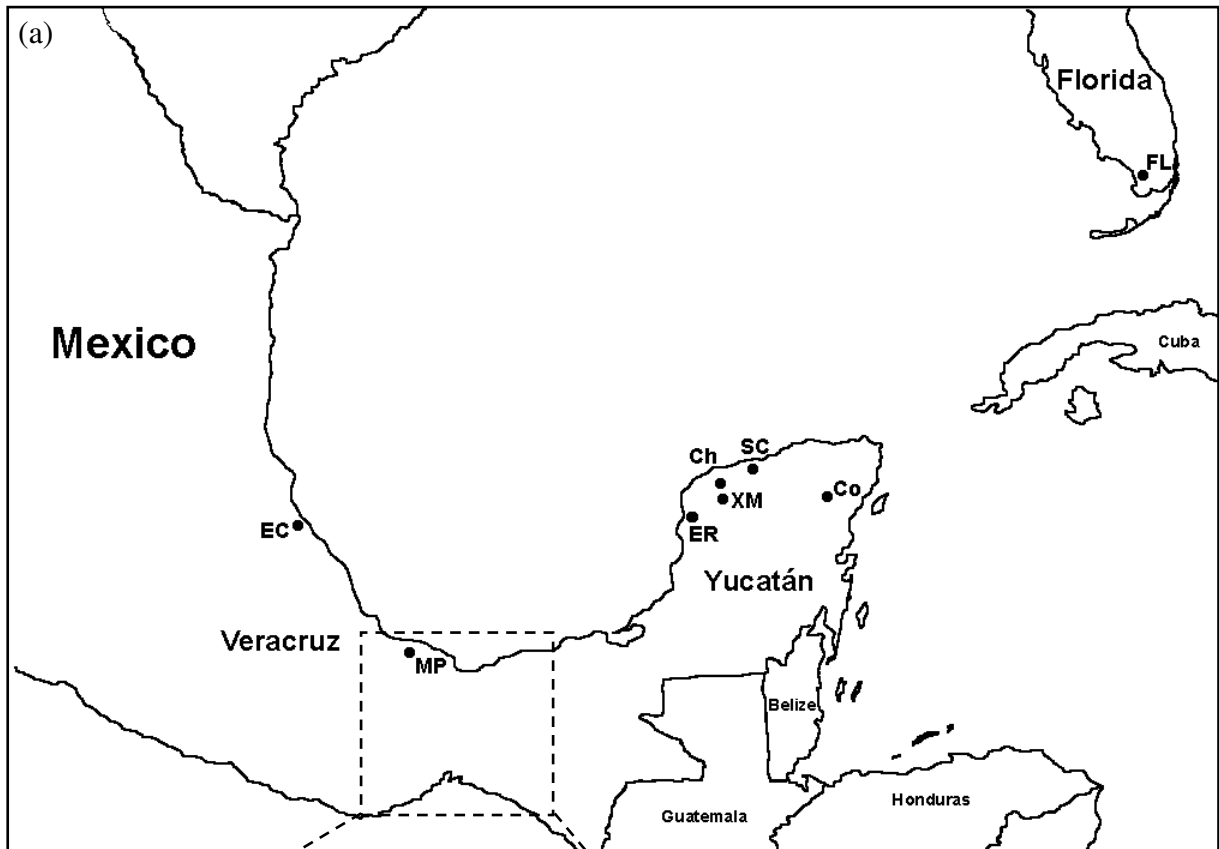 (a)
Florida
FL
Mexico
Cuba
SC
Ch
Co
XM
EC
ER
Yucatán
Veracruz
MP
Belize
Honduras
Guatemala